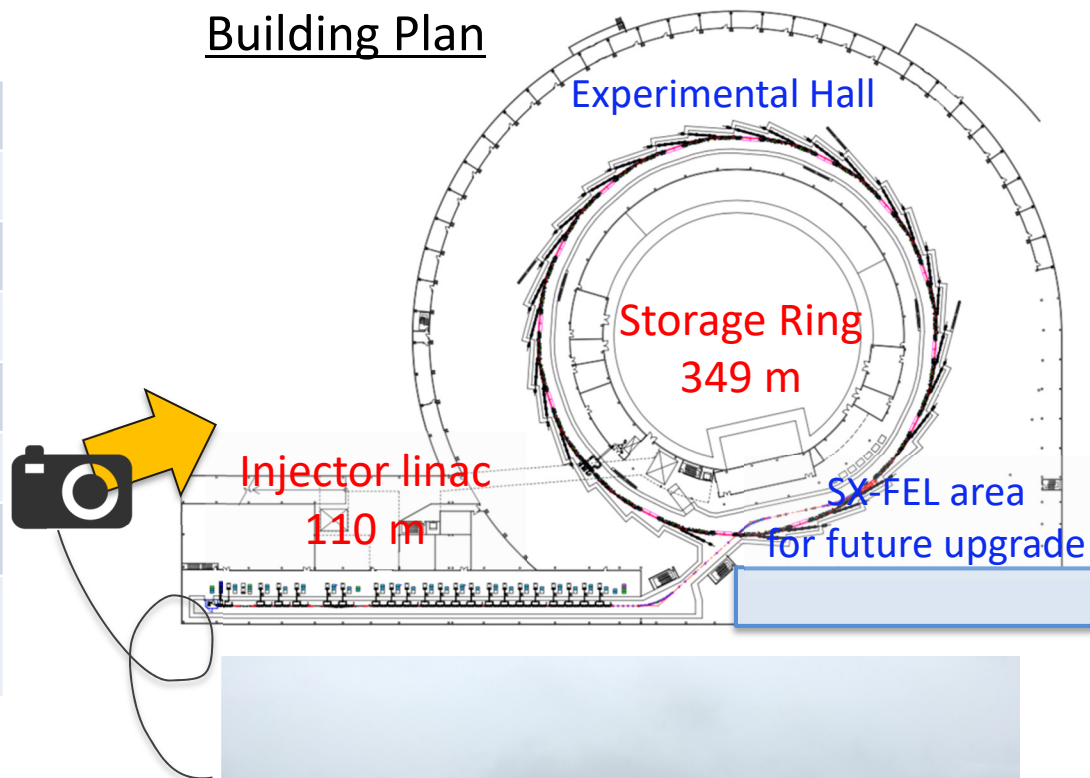 Building Plan
Experimental Hall
Storage Ring
349 m
Injector linac
110 m
SX-FEL area
for future upgrade